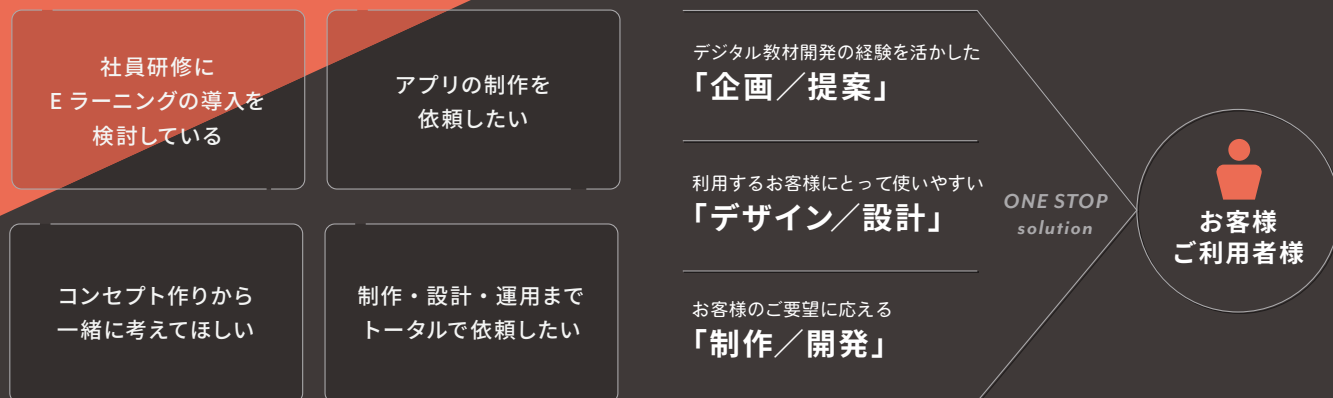 社員研修に
Eラーニングの導入を
検討している
アプリの制作を
依頼したい
コンセプト作りから
一緒に考えてほしい
制作・設計・運用まで
トータルで依頼したい
デジタル教材開発の経験を活かした
「企画／提案」
利用するお客様にとって使いやすい
「デザイン／設計」
お客様のご要望に応える
「制作／開発」
ONE STOP
solution
お客様
ご利用者様